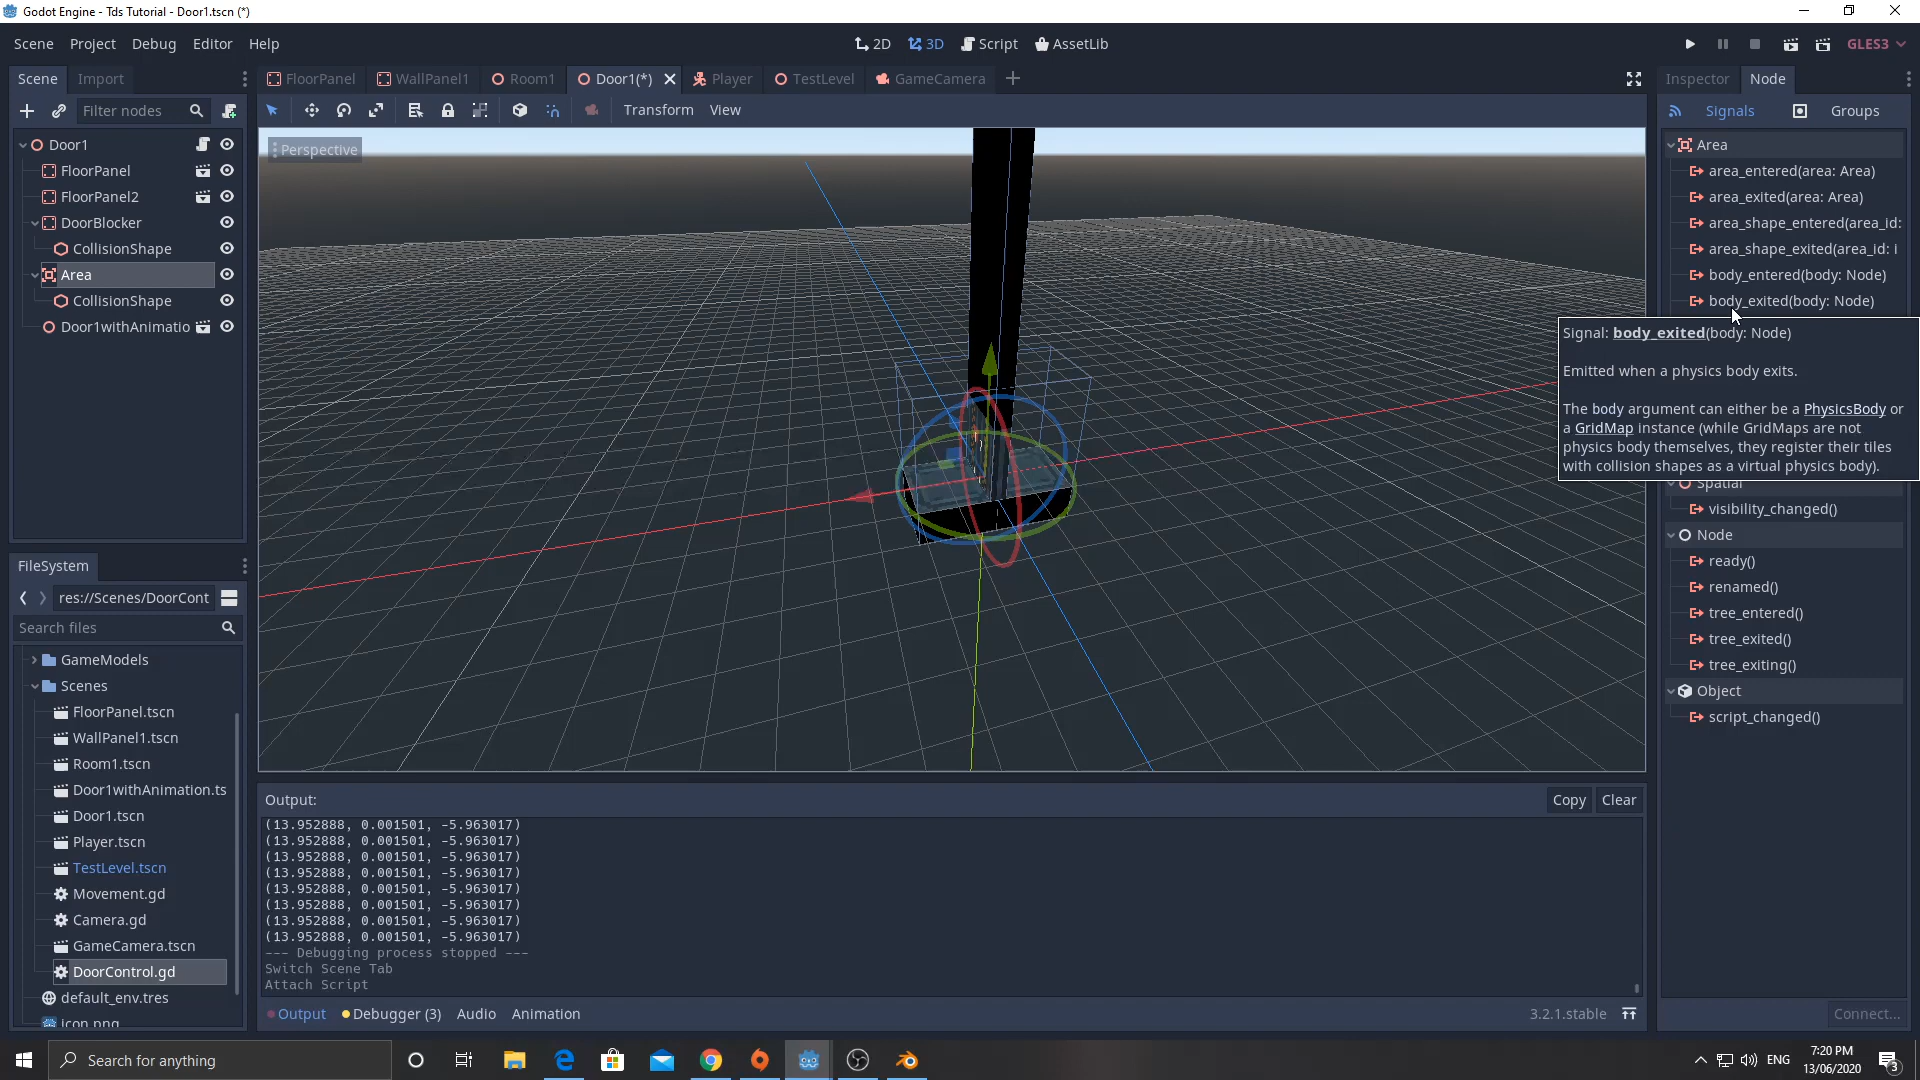 Godot Engine - Tds Tutorial - Door1.tscn (*)
Scene Project Debug Editor Help
2D 3D Script AssetLib
GLES3
Scene Import
Filter nodes
Door1
FloorPanel
FloorPanel2
DoorBlocker
CollisionShape
Area
CollisionShape
Door1withAnimatio
FileSystem
res://Scenes/DoorCont
Search files
GameModels
Scenes
FloorPanel.tscn
WallPanel1.tscn
Room1.tscn
Door1withAnimation.ts
Door1.tscn
Player.tscn
TestLevel.tscn
Movement.gd
Camera.gd
GameCamera.tscn
DoorControl.gd
default_env.tres
icon.png
FloorPanel WallPanel1 Room1 Door1(*) Player TestLevel GameCamera
Transform View
Perspective
Output:
Copy Clear
(13.952888, 0.001501, -5.963017)
(13.952888, 0.001501, -5.963017)
(13.952888, 0.001501, -5.963017)
(13.952888, 0.001501, -5.963017)
(13.952888, 0.001501, -5.963017)
(13.952888, 0.001501, -5.963017)
(13.952888, 0.001501, -5.963017)
(13.952888, 0.001501, -5.963017)
--- Debugging process stopped ---
Switch Scene Tab
Attach Script
Output Debugger (3) Audio Animation
3.2.1.stable
Inspector Node
Signals Groups
Area
area_entered(area: Area)
area_exited(area: Area)
area_shape_entered(area_id:
area_shape_exited(area_id: i
body_entered(body: Node)
body_exited(body: Node)
Signal: body_exited(body: Node)
Emitted when a physics body exits.
The body argument can either be a PhysicsBody or
a GridMap instance (while GridMaps are not
physics body themselves, they register their tiles
with collision shapes as a virtual physics body).
Spatial
visibility_changed()
Node
ready()
renamed()
tree_entered()
tree_exited()
tree_exiting()
Object
script_changed()
Connect...
Search for anything
ENG
7:20 PM
13/06/2020
3